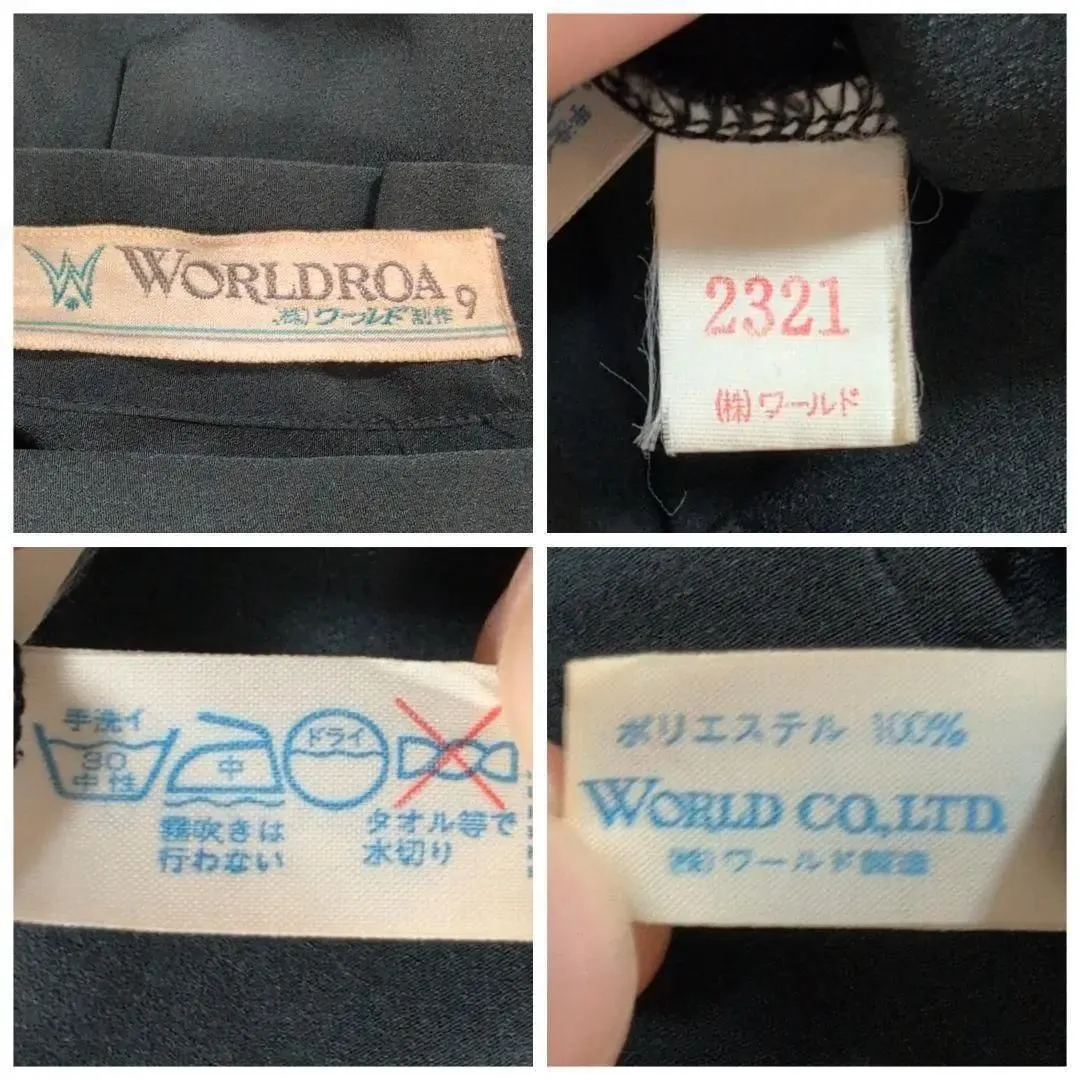 WORLDROA 9
(株)ワールド制作
2321
(株)ワールド
手洗イ
30
中性
中
ドライ
霧吹きは
行わない
タオル等で
水切り
ポリエステル 100%
WORLD CO.,LTD.
(株)ワールド製造